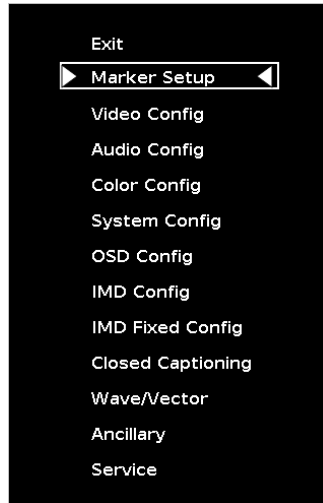 Exit
Marker Setup
Video Config
Audio Config
Color Config
System Config
OSD Config
IMD Config
IMD Fixed Config
Closed Captioning
Wave/Vector
Ancillary
Service